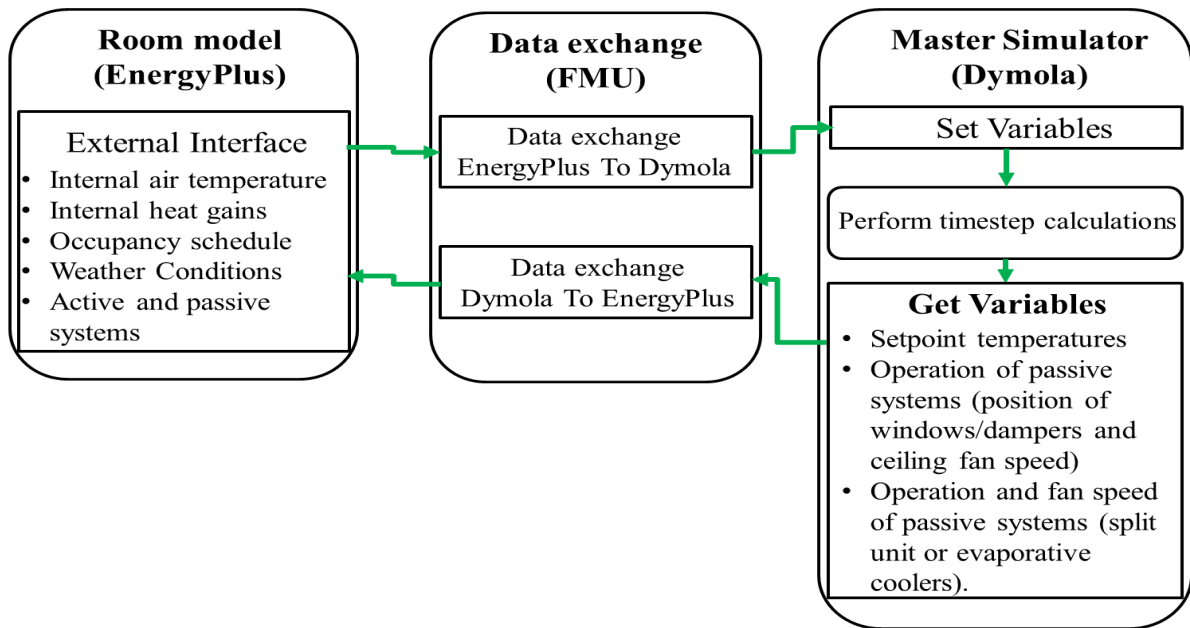 Room model
(EnergyPlus)
External Interface
• Internal air temperature
• Internal heat gains
• Occupancy schedule
• Weather Conditions
• Active and passive
systems
Data exchange
(FMU)
Data exchange
EnergyPlus To Dymola
Data exchange
Dymola To EnergyPlus
Master Simulator
(Dymola)
Set Variables
Perform timestep calculations
Get Variables
• Setpoint temperatures
• Operation of passive
systems (position of
windows/dampers and
ceiling fan speed)
• Operation and fan speed
of passive systems (split
unit or evaporative
coolers).